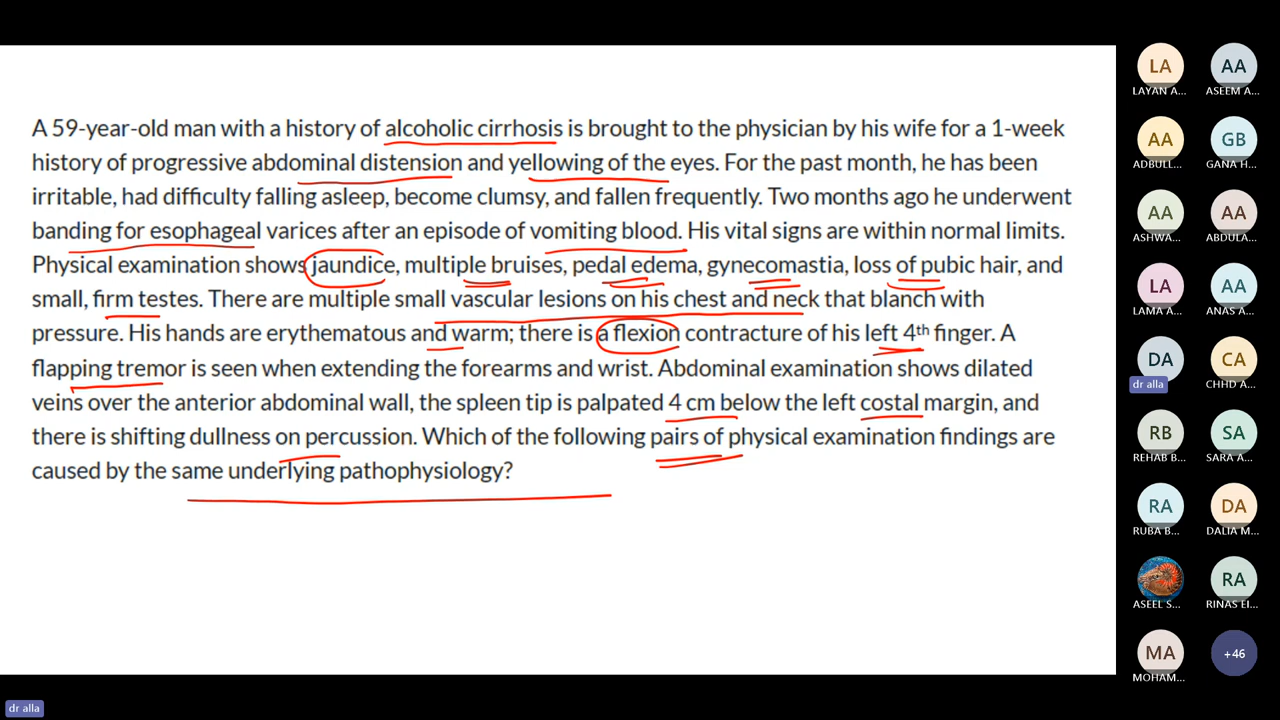 A 59-year-old man with a history of alcoholic cirrhosis is brought to the physician by his wife for a 1-week
history of progressive abdominal distension and yellowing of the eyes. For the past month, he has been
irritable, had difficulty falling asleep, become clumsy, and fallen frequently. Two months ago he underwent
banding for esophageal varices after an episode of vomiting blood. His vital signs are within normal limits.
Physical examination shows jaundice, multiple bruises, pedal edema, gynecomastia, loss of pubic hair, and
small, firm testes. There are multiple small vascular lesions on his chest and neck that blanch with
pressure. His hands are erythematous and warm; there is a flexion contracture of his left 4th finger. A
flapping tremor is seen when extending the forearms and wrist. Abdominal examination shows dilated
veins over the anterior abdominal wall, the spleen tip is palpated 4 cm below the left costal margin, and
there is shifting dullness on percussion. Which of the following pairs of physical examination findings are
caused by the same underlying pathophysiology?
LA AA
LAYAN A... ASEEM A...
AA GB
ADBULL... GANA H...
AA AA
ASHWA... ABDULA...
LA AA
LAMA A... ANAS A...
DA CA
dr alla CHHD A...
RB SA
REHAB B... SARA A...
RA DA
RUBA B... DALIA M...
RA
ASEEL S... RINAS EI...
MA +46
MOHAM...
dr alla